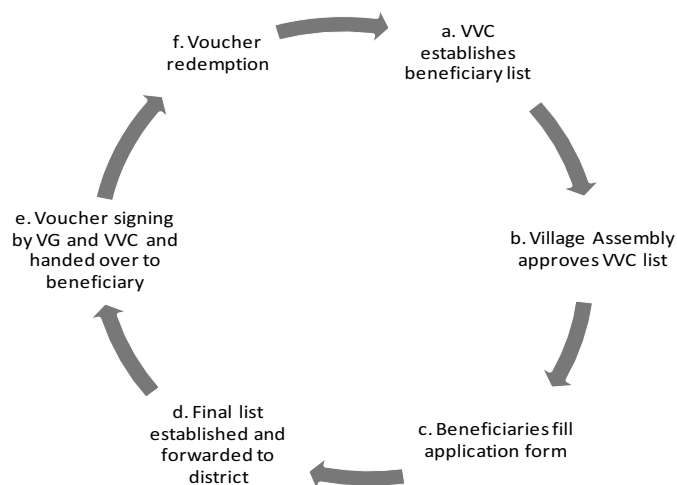 a. VVC
establishes
beneficiary list
b. Village Assembly
approves VVC list
c. Beneficiaries fill
application form
d. Final list
established and
forwarded to
district
e. Voucher signing
by VG and VVC and
handed over to
beneficiary
f. Voucher
redemption